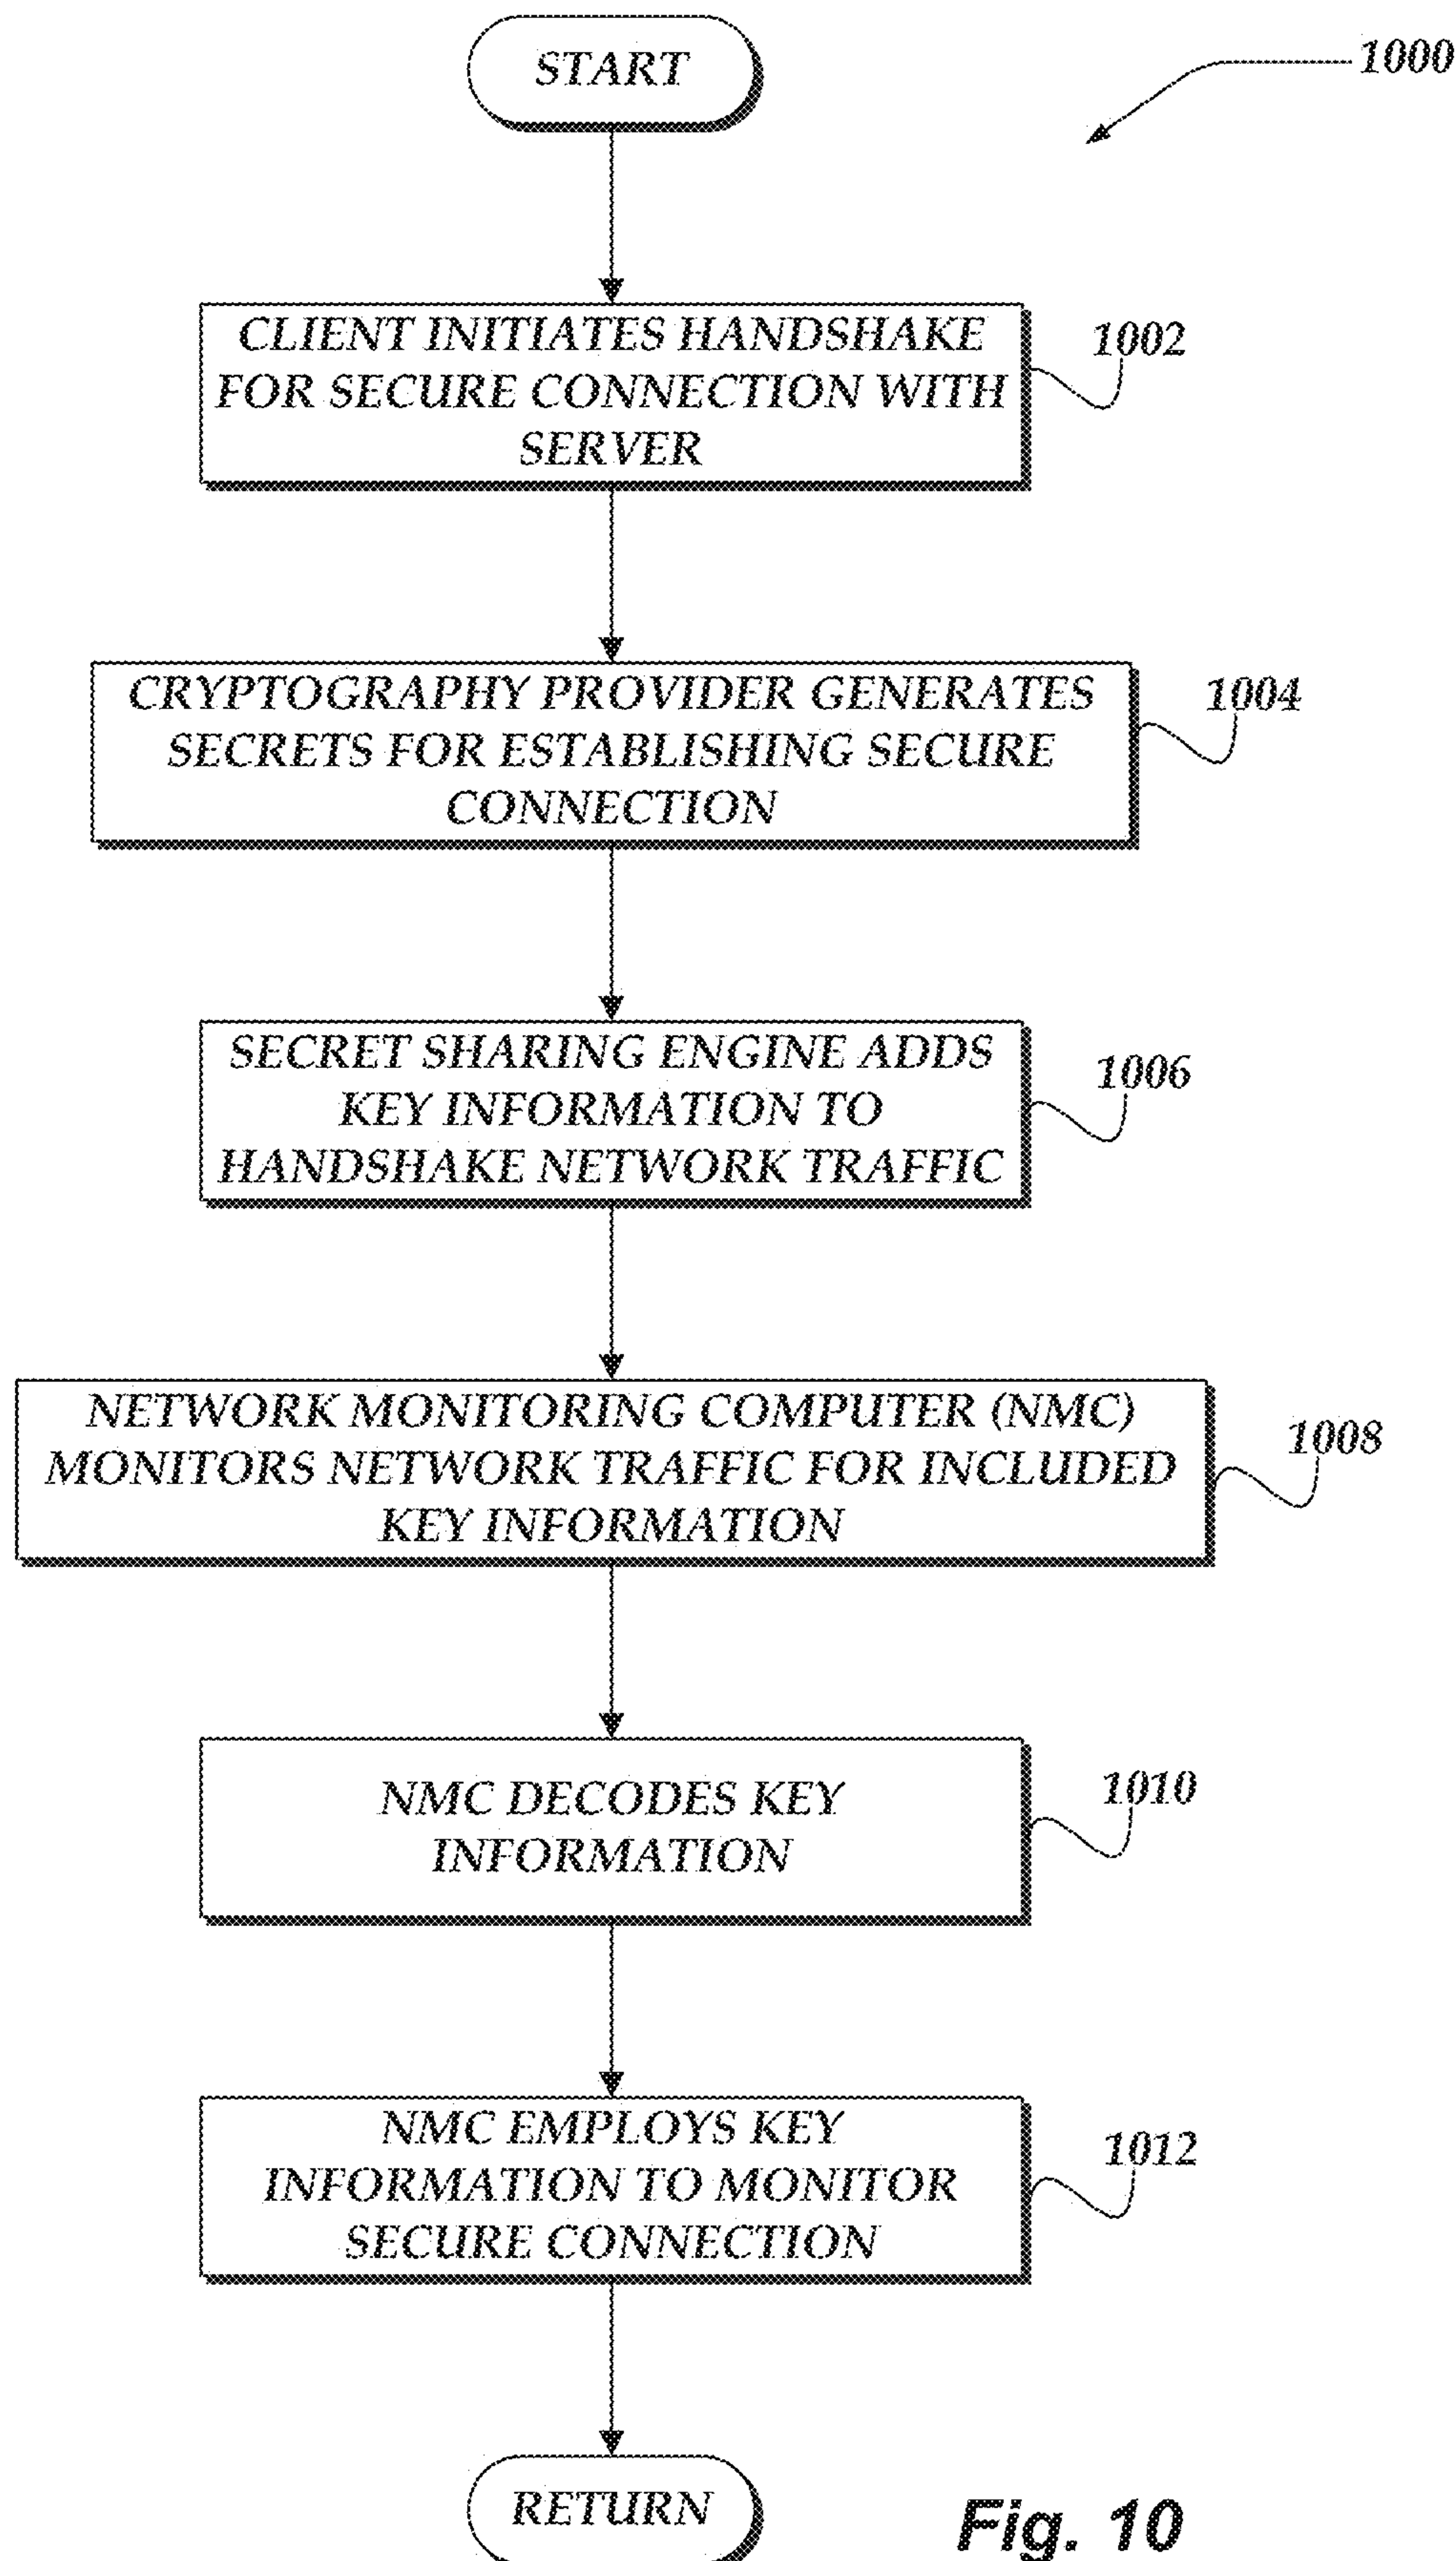 START
1000
CLIENT INITIATES HANDSHAKE
FOR SECURE CONNECTION WITH
SERVER
1002
CRYPTOGRAPHY PROVIDER GENERATES
SECRETS FOR ESTABLISHING SECURE
CONNECTION
1004
SECRET SHARING ENGINE ADDS
KEY INFORMATION TO
HANDSHAKE NETWORK TRAFFIC
1006
NETWORK MONITORING COMPUTER (NMC)
MONITORS NETWORK TRAFFIC FOR INCLUDED
KEY INFORMATION
1008
NMC DECODES KEY
INFORMATION
1010
NMC EMPLOYS KEY
INFORMATION TO MONITOR
SECURE CONNECTION
1012
RETURN
Fig. 10